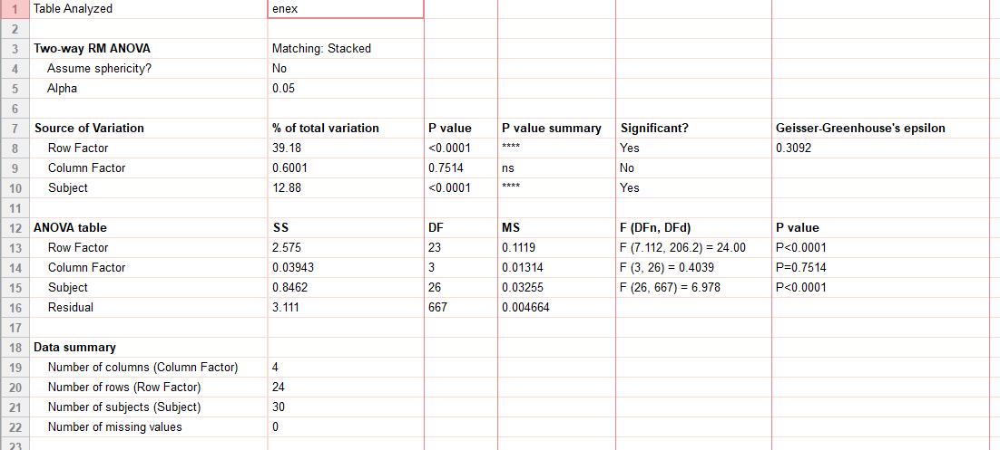 1 Table Analyzed enex
2
3 Two-way RM ANOVA Matching: Stacked
4 Assume sphericity? No
5 Alpha 0.05
6
7 Source of Variation % of total variation P value P value summary Significant? Geisser-Greenhouse's epsilon
8 Row Factor 39.18 <0.0001 **** Yes 0.3092
9 Column Factor 0.6001 0.7514 ns No
10 Subject 12.88 <0.0001 **** Yes
11
12 ANOVA table SS DF MS F (DFn, DFd) P value
13 Row Factor 2.575 23 0.1119 F (7.112, 206.2) = 24.00 P<0.0001
14 Column Factor 0.03943 3 0.01314 F (3, 26) = 0.4039 P=0.7514
15 Subject 0.8462 26 0.03255 F (26, 667) = 6.978 P<0.0001
16 Residual 3.111 667 0.004664
17
18 Data summary
19 Number of columns (Column Factor) 4
20 Number of rows (Row Factor) 24
21 Number of subjects (Subject) 30
22 Number of missing values 0
23